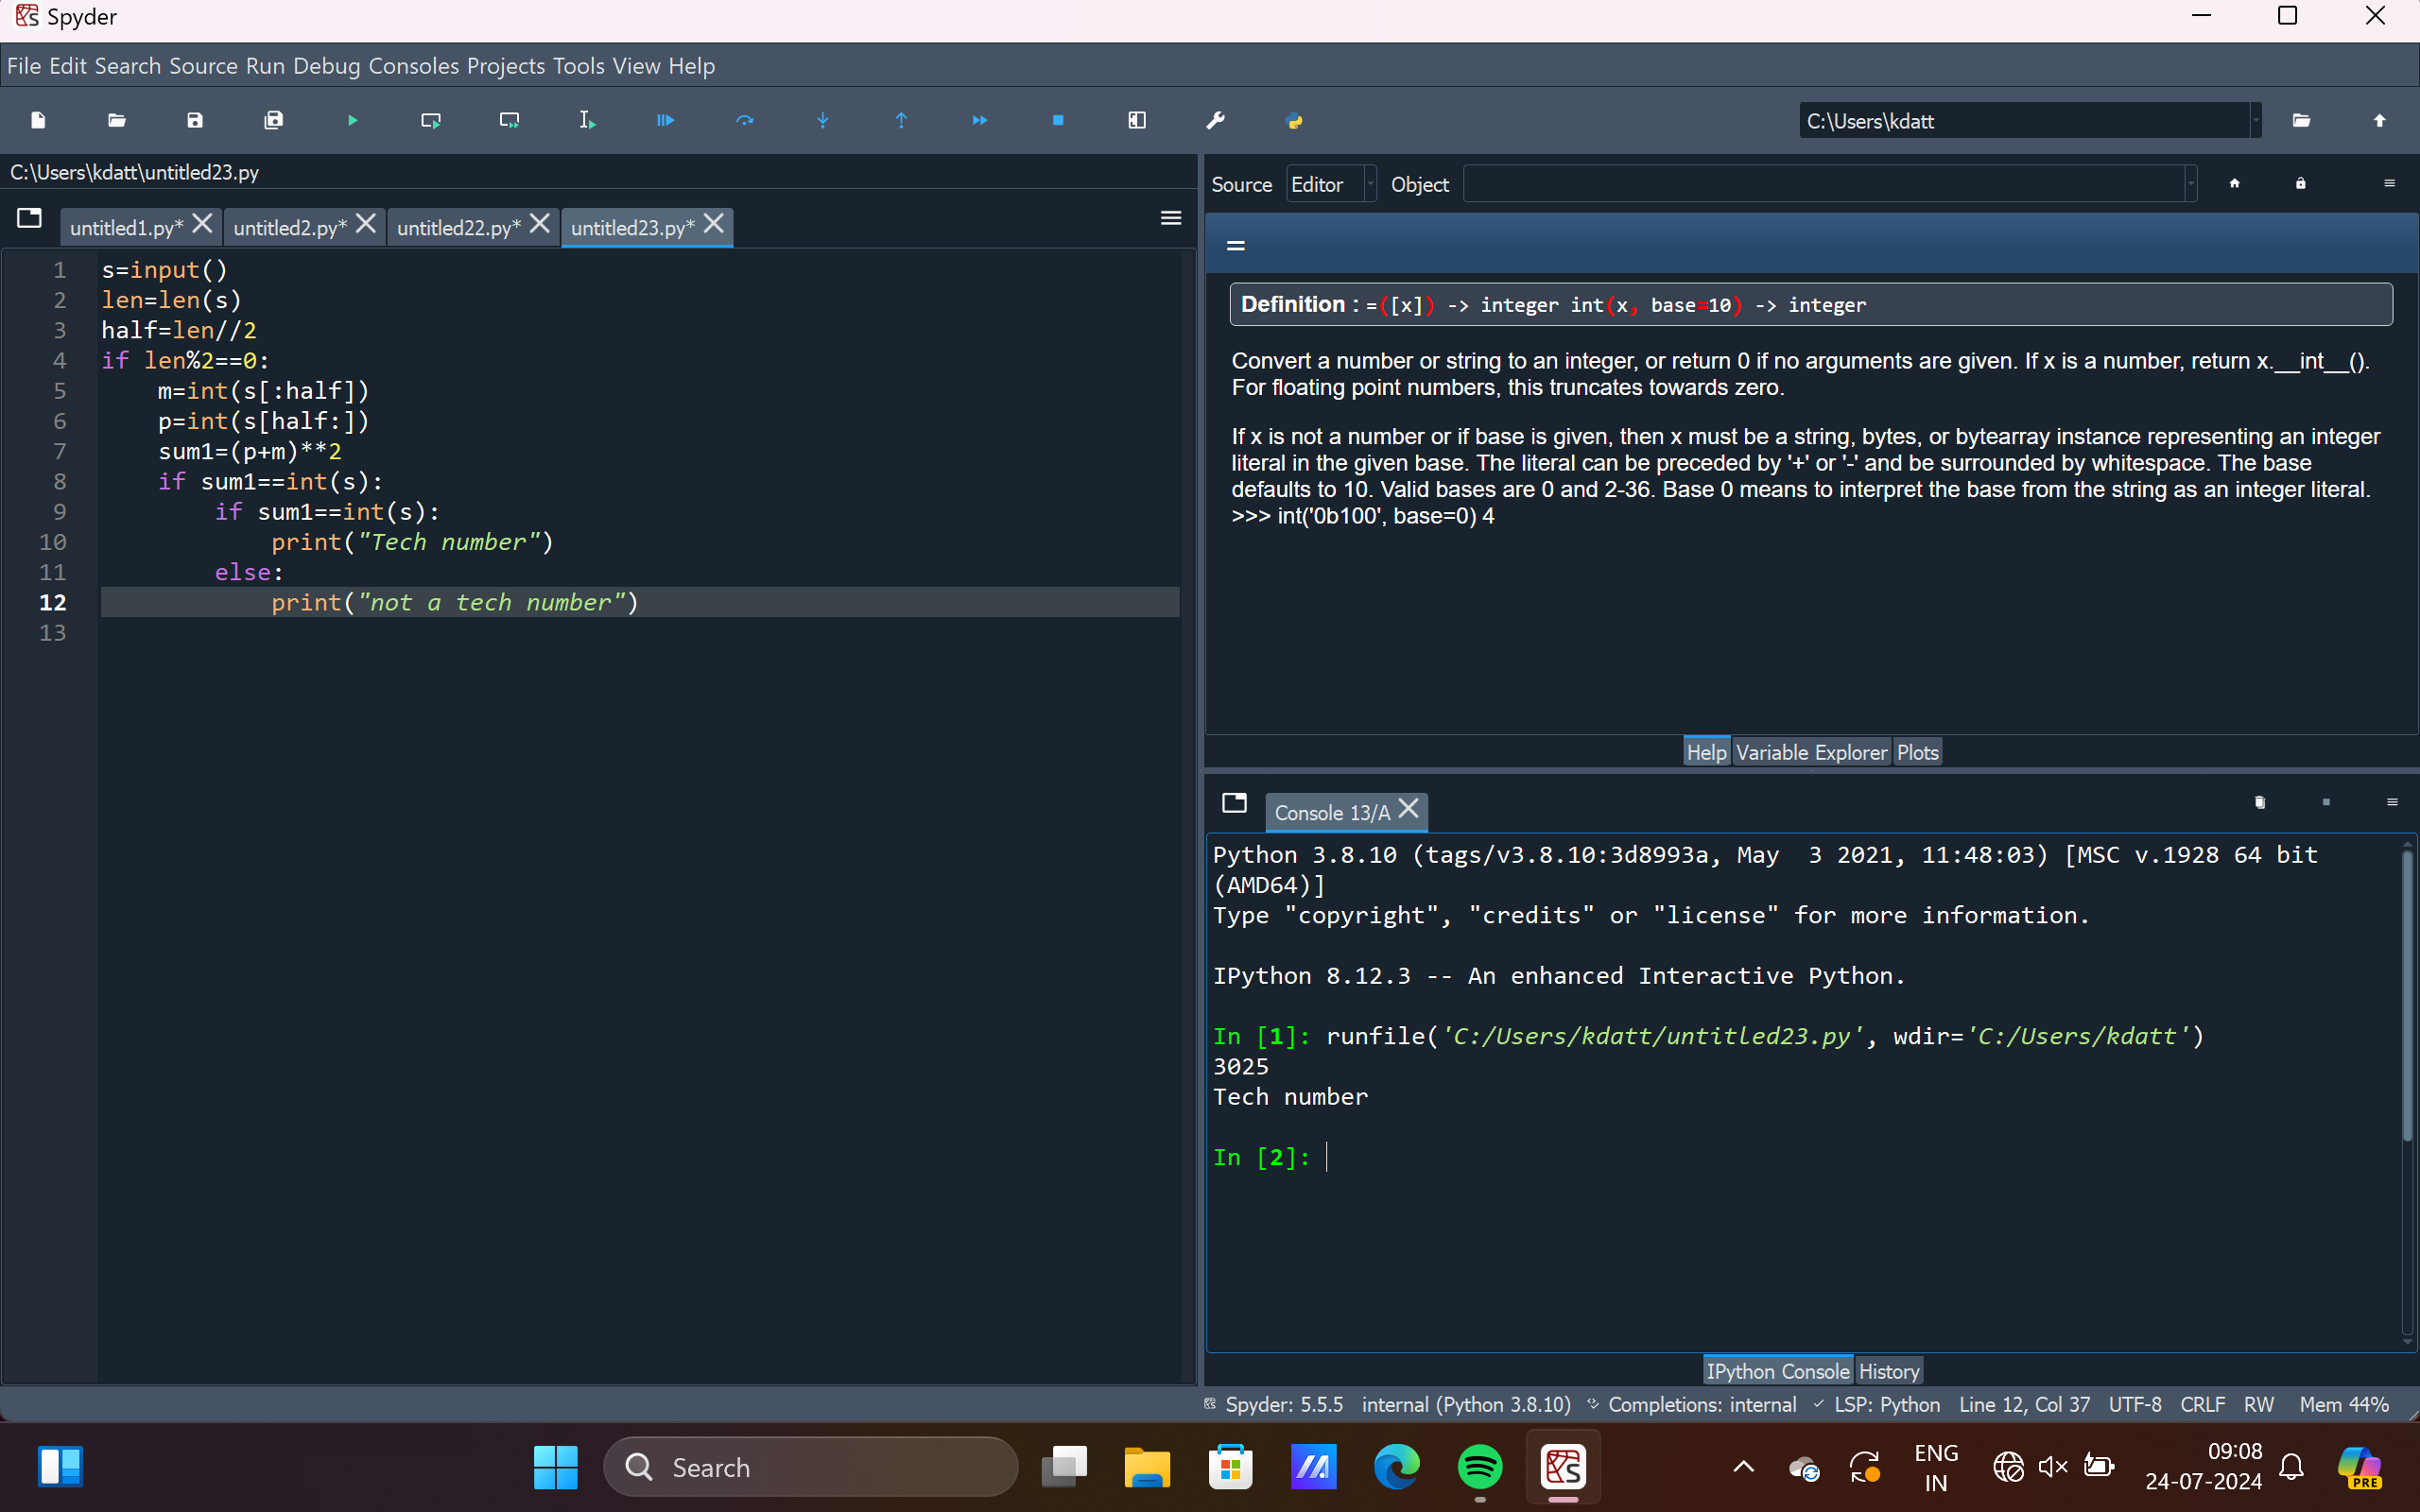 Spyder
File Edit Search Source Run Debug Consoles Projects Tools View Help
C:\Users\kdatt
C:\Users\kdatt\untitled23.py
untitled1.py* untitled2.py* untitled22.py* untitled23.py*
1 s=input()
2 len=len(s)
3 half=len//2
4 if len%2==0:
5     m=int(s[:half])
6     p=int(s[half:])
7     sum1=(p+m)**2
8     if sum1==int(s):
9         if sum1==int(s):
10             print("Tech number")
11         else:
12             print("not a tech number")
13
Source Editor Object
=
Definition : =([x]) -> integer int(x, base=10) -> integer
Convert a number or string to an integer, or return 0 if no arguments are given. If x is a number, return x.__int__().
For floating point numbers, this truncates towards zero.
If x is not a number or if base is given, then x must be a string, bytes, or bytearray instance representing an integer
literal in the given base. The literal can be preceded by '+' or '-' and be surrounded by whitespace. The base
defaults to 10. Valid bases are 0 and 2-36. Base 0 means to interpret the base from the string as an integer literal.
>>> int('0b100', base=0) 4
Help Variable Explorer Plots
Console 13/A
Python 3.8.10 (tags/v3.8.10:3d8993a, May  3 2021, 11:48:03) [MSC v.1928 64 bit
(AMD64)]
Type "copyright", "credits" or "license" for more information.
IPython 8.12.3 -- An enhanced Interactive Python.
In [1]: runfile('C:/Users/kdatt/untitled23.py', wdir='C:/Users/kdatt')
3025
Tech number
In [2]:
IPython Console History
Spyder: 5.5.5 internal (Python 3.8.10) Completions: internal LSP: Python Line 12, Col 37 UTF-8 CRLF RW Mem 44%
Search
ENG
IN
09:08
24-07-2024
PRE